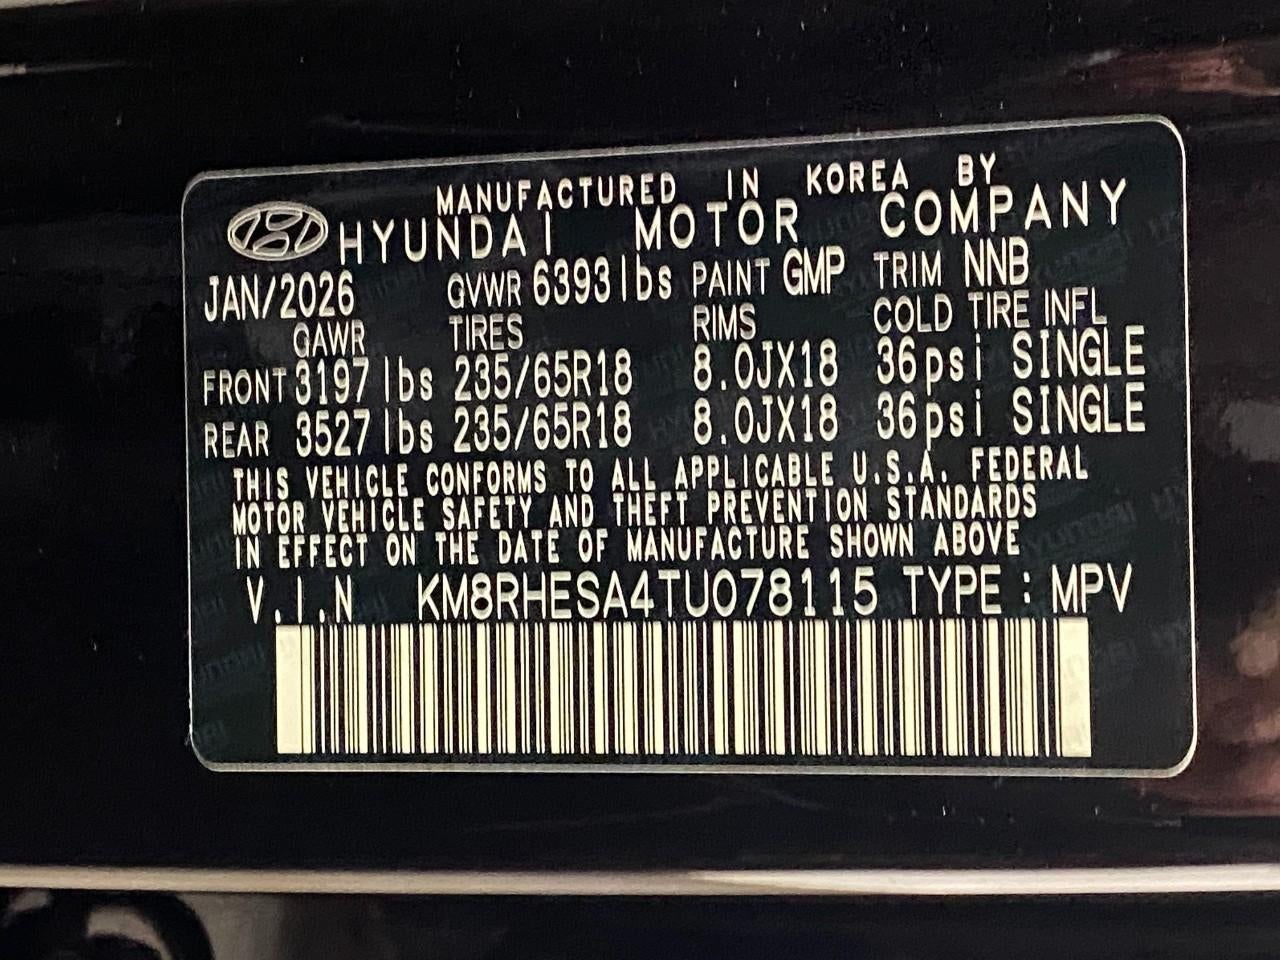 MANUFACTURED IN KOREA BY
HYUNDAI MOTOR COMPANY
JAN/2026 GVWR 6393lbs PAINT GMP TRIM NNB
GAWR TIRES RIMS COLD TIRE INFL
FRONT 3197lbs 235/65R18 8.0JX18 36psi SINGLE
REAR 3527lbs 235/65R18 8.0JX18 36psi SINGLE
THIS VEHICLE CONFORMS TO ALL APPLICABLE U.S.A. FEDERAL
MOTOR VEHICLE SAFETY AND THEFT PREVENTION STANDARDS
IN EFFECT ON THE DATE OF MANUFACTURE SHOWN ABOVE
V.I.N KM8RHESA4TU078115 TYPE : MPV